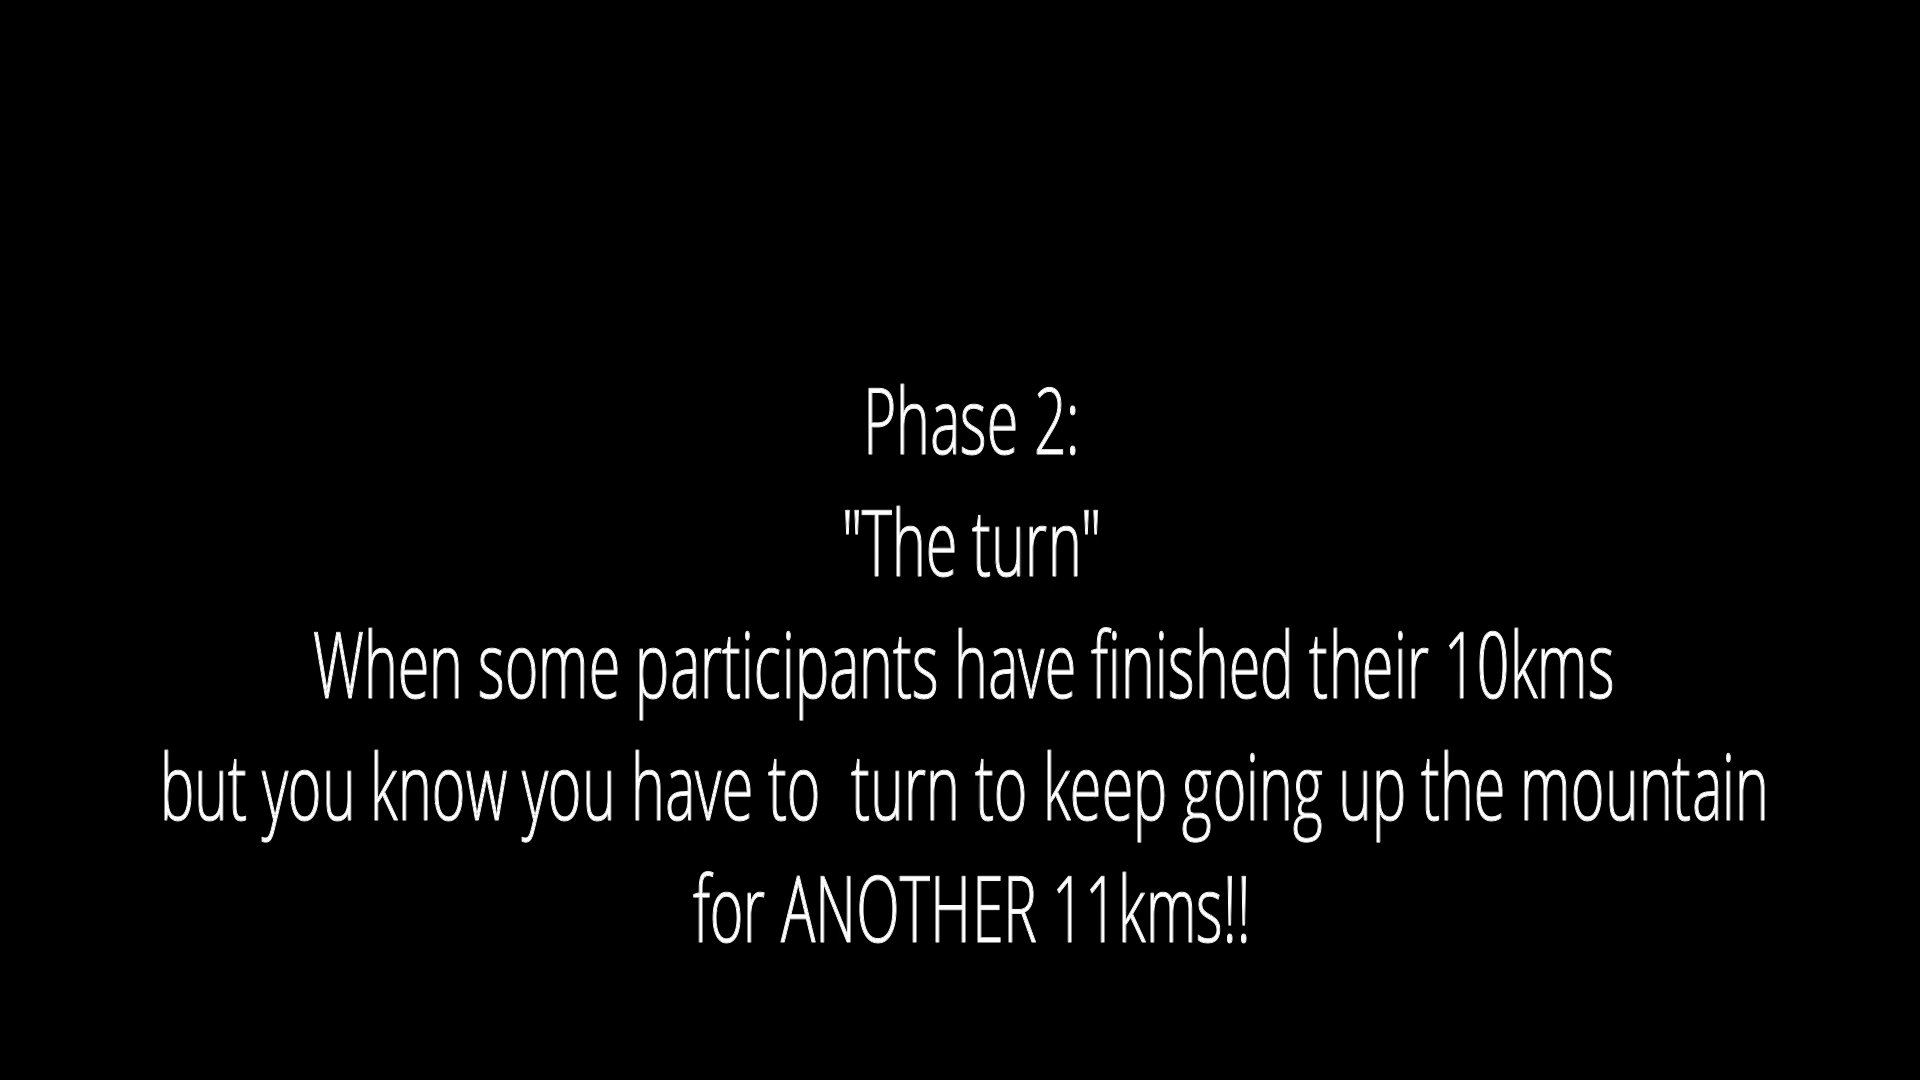 Phase 2:
"The turn"
When some participants have finished their 10kms
but you know you have to  turn to keep going up the mountain
for ANOTHER 11kms!!